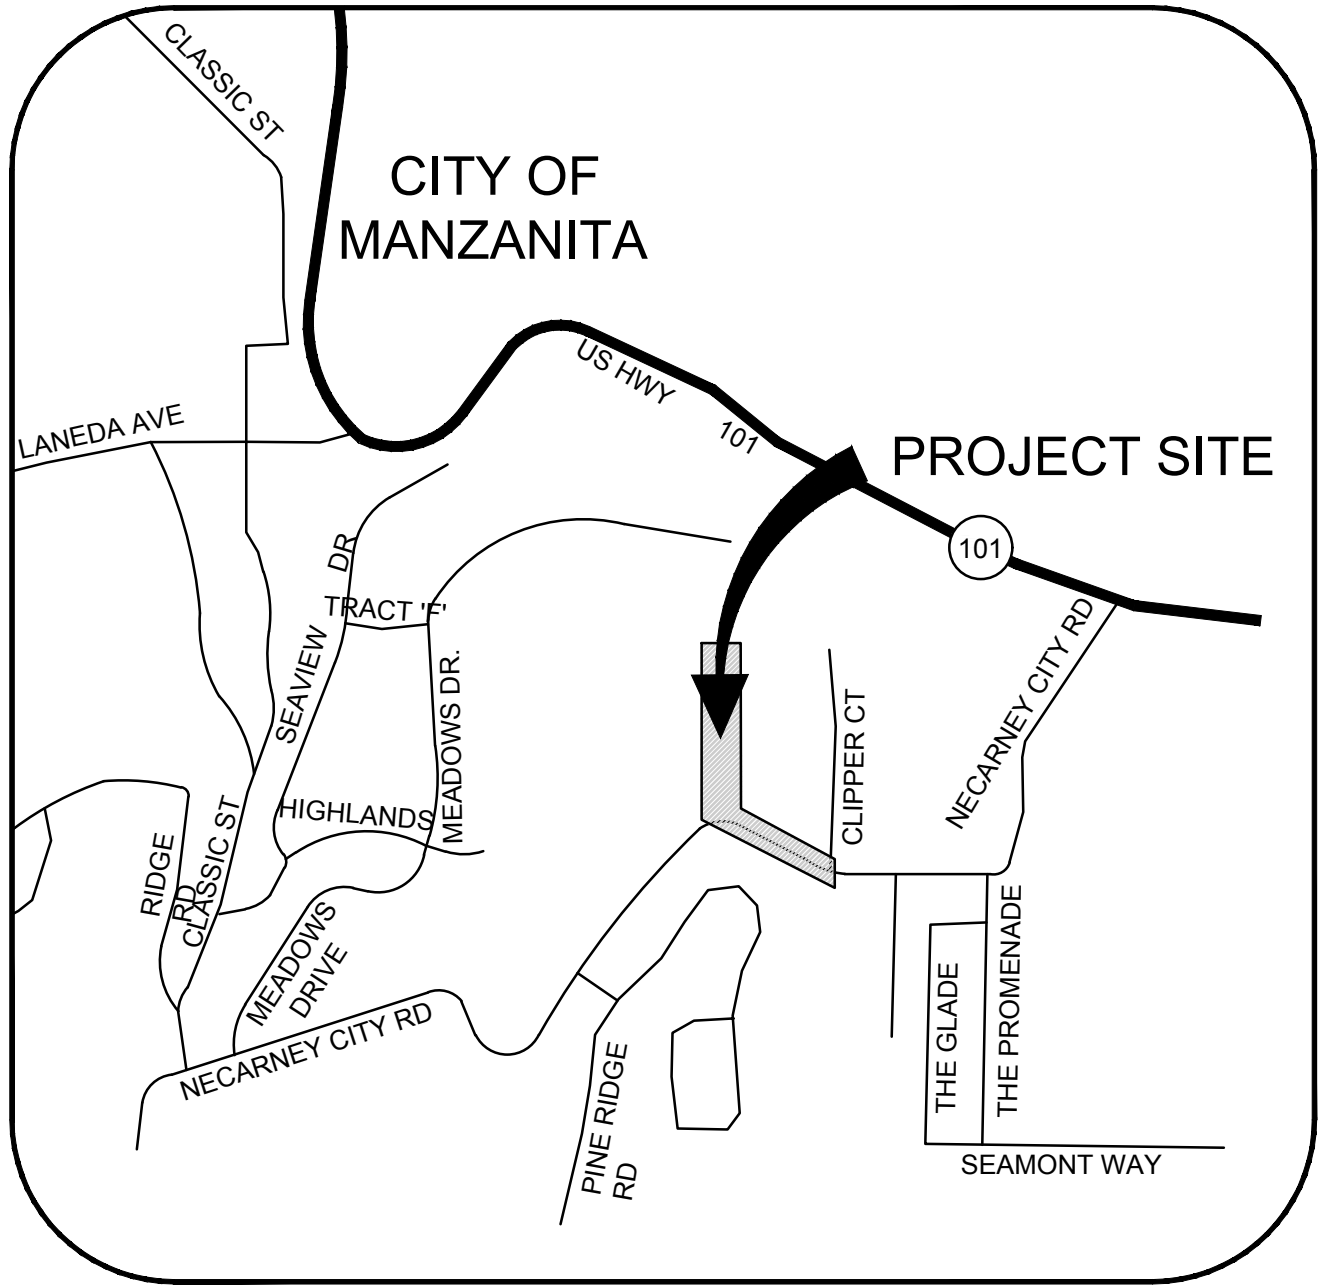 CLASSIC ST
CITY OF
MANZANITA
US HWY
101
LANEDA AVE
PROJECT SITE
101
DR
TRACT 'F'
SEAVIEW
MEADOWS DR.
NECARNEY CITY RD
CLIPPER CT
HIGHLANDS
RIDGE
RD
CLASSIC ST
MEADOWS
DRIVE
NECARNEY CITY RD
THE GLADE
THE PROMENADE
PINE RIDGE
RD
SEAMONT WAY